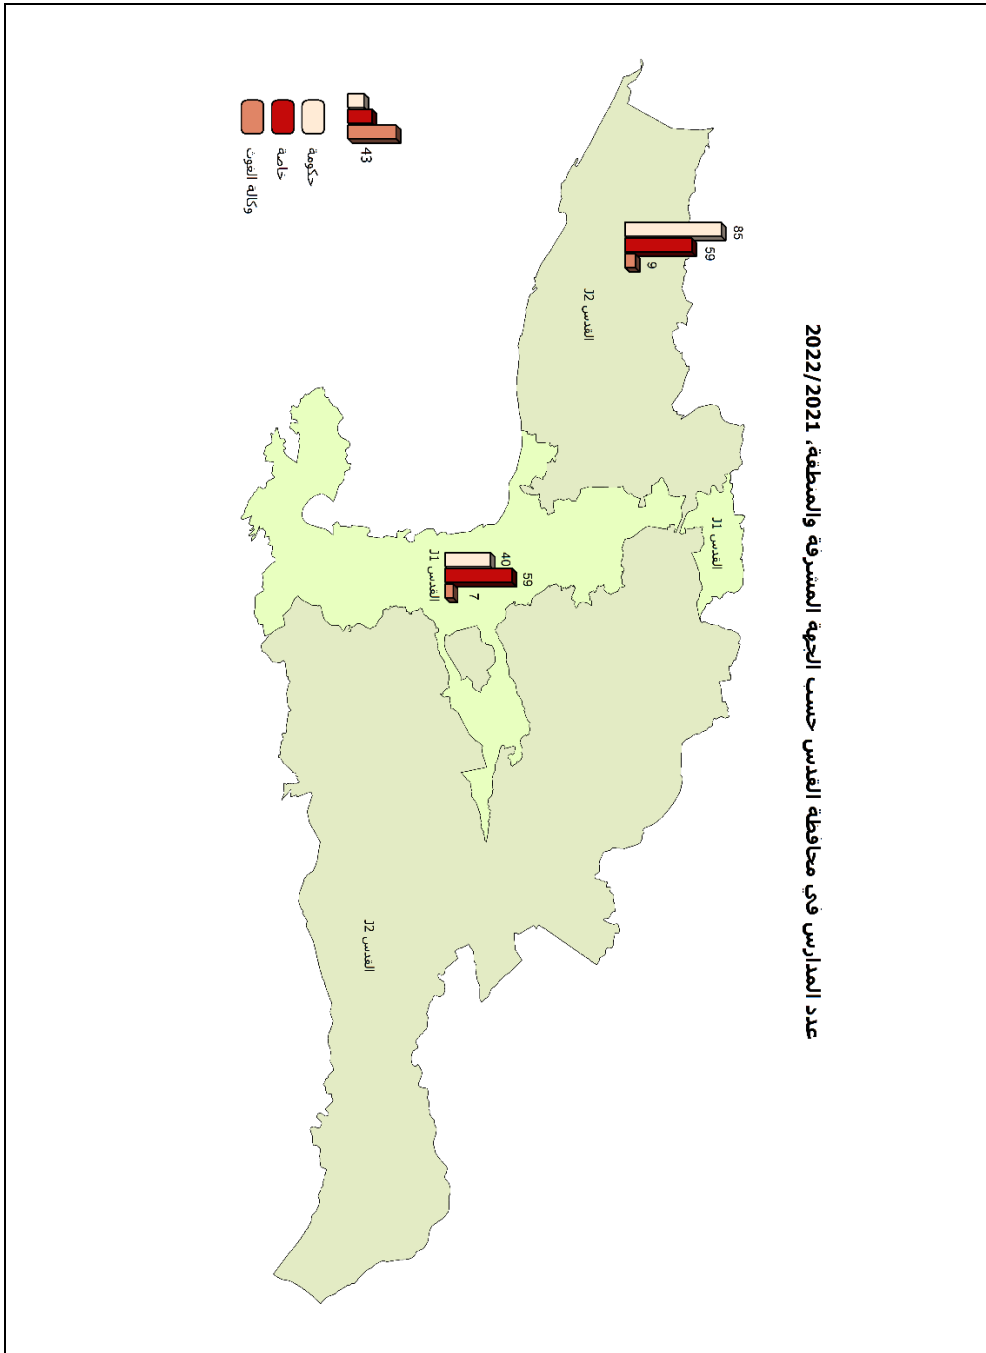 عدد المدارس في محافظة القدس حسب الجهة المشرفة والمنطقة، 2022/2021
القدس J1
85
59
9
القدس J2
40
59
7
القدس J1
القدس J2
43
حكومة
خاصة
وكالة الغوث